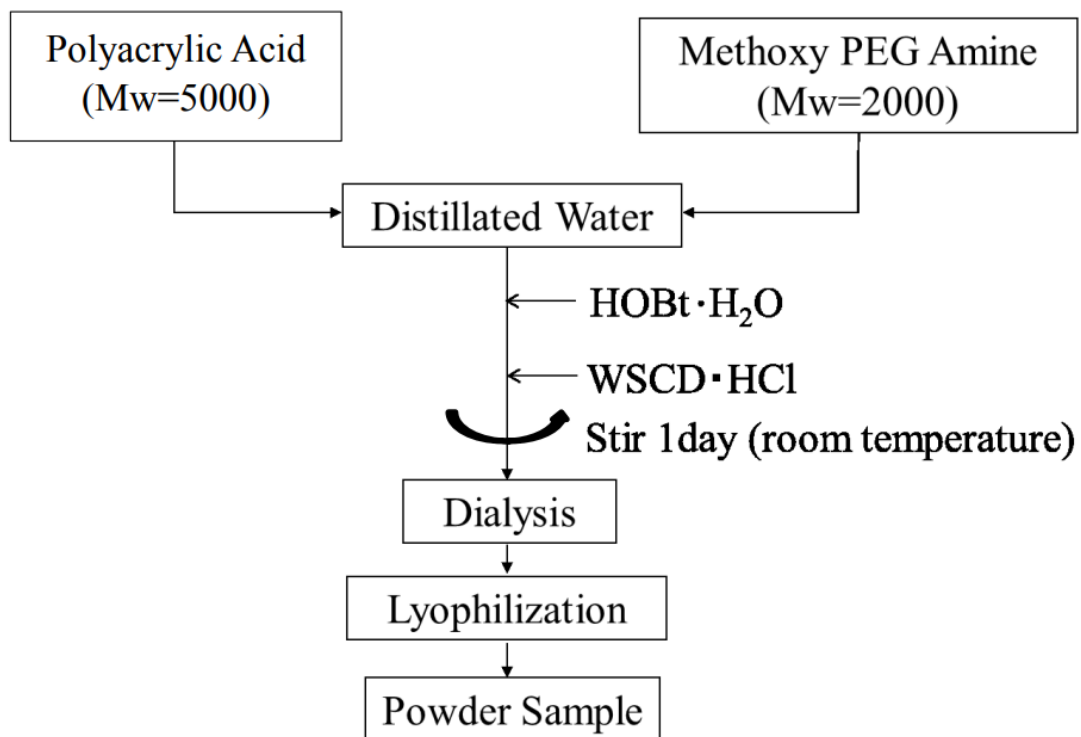 Polyacrylic Acid
(Mw=5000)
Methoxy PEG Amine
(Mw=2000)
Distillated Water
HOBt·H₂O
WSCD·HCl
Stir 1day (room temperature)
Dialysis
Lyophilization
Powder Sample